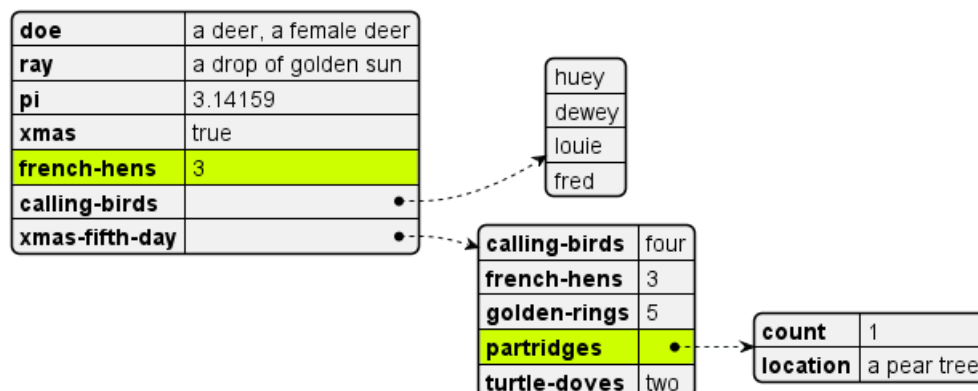 doe a deer, a female deer
ray a drop of golden sun
pi 3.14159
xmas true
french-hens 3
calling-birds
xmas-fifth-day
huey
dewey
louie
fred
calling-birds four
french-hens 3
golden-rings 5
partridges
turtle-doves two
count 1
location a pear tree